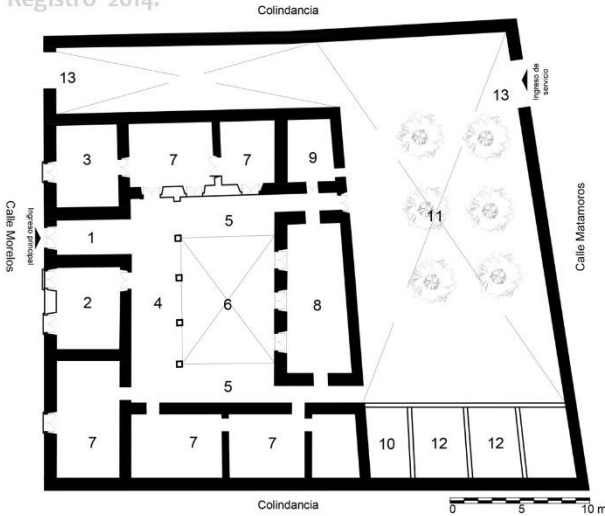 Registro 2014.
Colindancia
13
13
Ingreso de
servicio
3
7
7
9
5
11
Calle Morelos
Ingreso principal
1
Calle Matamoros
2
4
6
8
5
7
7
7
10
12
12
Colindancia
0
5
10 m